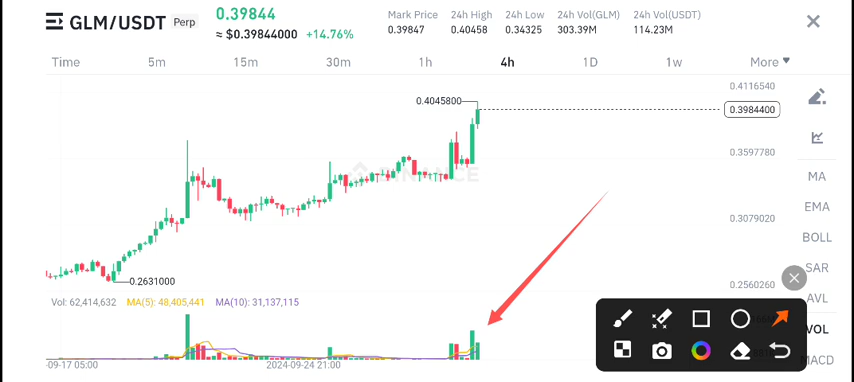 GLM/USDT Perp
0.39844
≈ $0.39844000 +14.76%
Mark Price 24h High 24h Low 24h Vol(GLM) 24h Vol(USDT)
0.39847 0.40458 0.34325 303.39M 114.23M
Time 5m 15m 30m 1h 4h 1D 1w More
0.4116540
0.4045800
0.3984400
0.3597780
BINANCE
MA
EMA
0.3079020
BOLL
SAR
0.2631000
0.2560260
AVL
Vol: 62,414,632 MA(5): 48,405,441 MA(10): 31,137,115
VOL
MACD
-09-17 05:00 2024-09-24 21:00